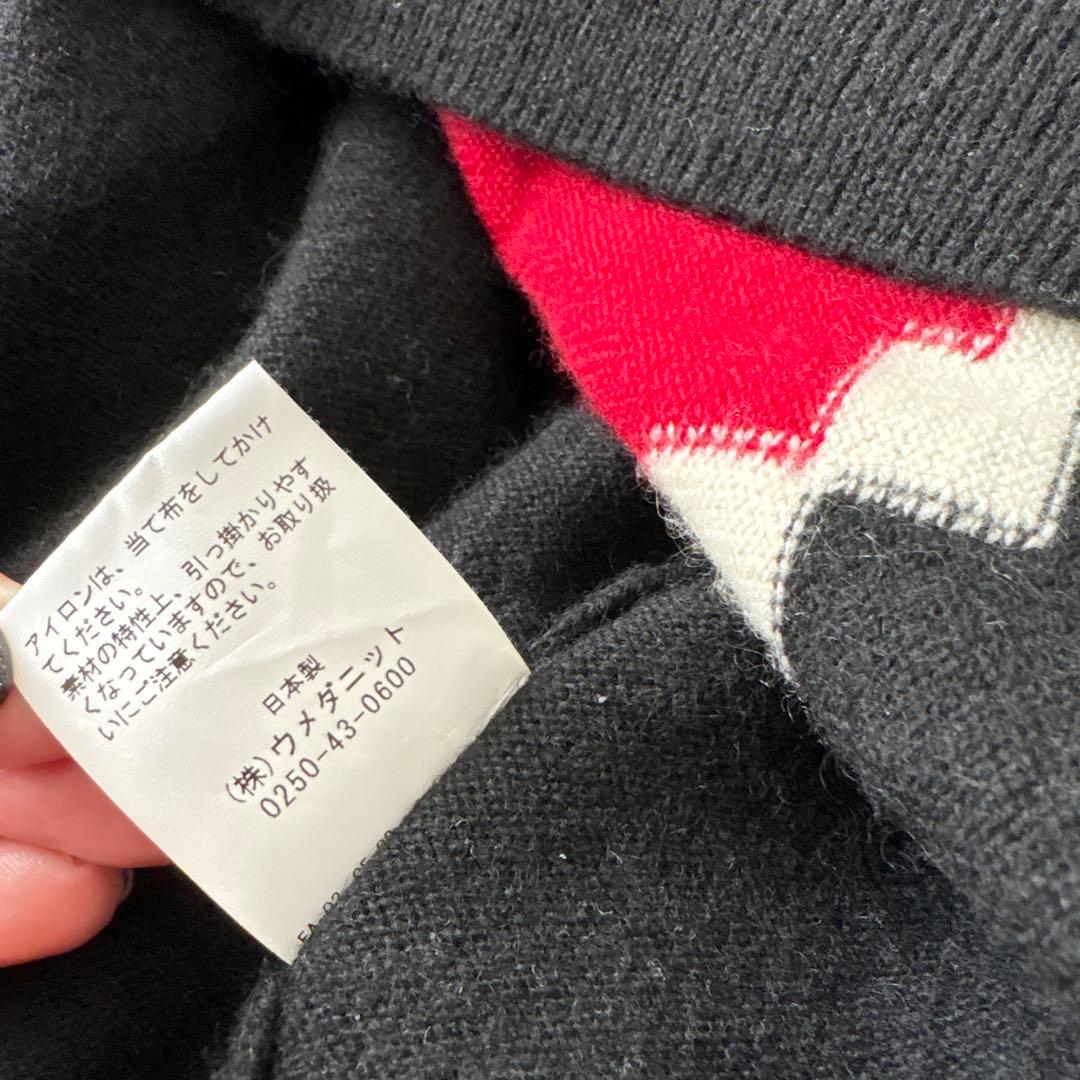 アイロンは、当て布をしてかけ
てください。
素材の特性上、引っ掛かりやす
くなっていますので、お取り扱
いにご注意ください。
日本製
(株)ウメダニット
0250-43-0600